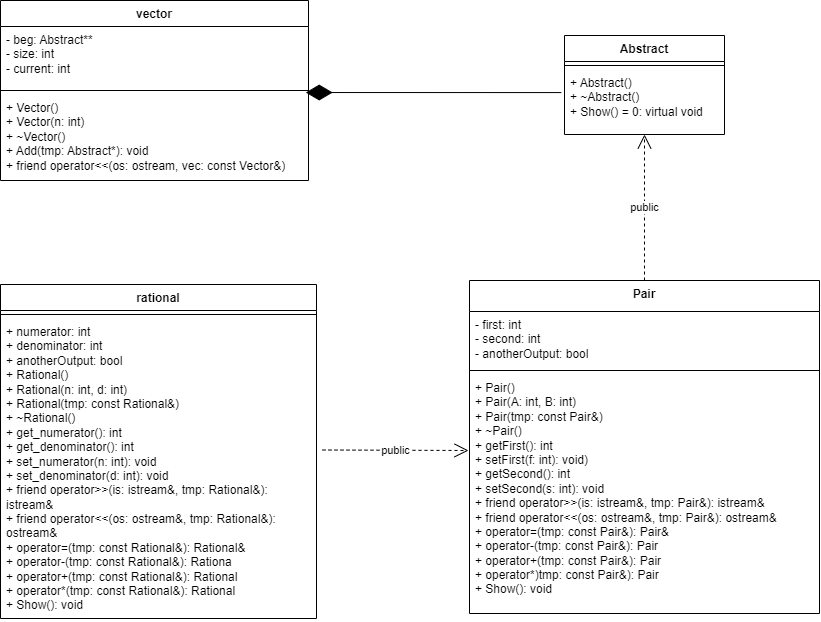 vector
- beg: Abstract**
- size: int
- current: int
+ Vector()
+ Vector(n: int)
+ ~Vector()
+ Add(tmp: Abstract*): void
+ friend operator<<(os: ostream, vec: const Vector&)
Abstract
+ Abstract()
+ ~Abstract()
+ Show() = 0: virtual void
public
rational
+ numerator: int
+ denominator: int
+ anotherOutput: bool
+ Rational()
+ Rational(n: int, d: int)
+ Rational(tmp: const Rational&)
+ ~Rational()
+ get_numerator(): int
+ get_denominator(): int
+ set_numerator(n: int): void
+ set_denominator(d: int): void
+ friend operator>>(is: istream&, tmp: Rational&):
istream&
+ friend operator<<(os: ostream&, tmp: Rational&):
ostream&
+ operator=(tmp: const Rational&): Rational&
+ operator-(tmp: const Rational&): Rationa
+ operator+(tmp: const Rational&): Rational
+ operator*(tmp: const Rational&): Rational
+ Show(): void
public
Pair
- first: int
- second: int
- anotherOutput: bool
+ Pair()
+ Pair(A: int, B: int)
+ Pair(tmp: const Pair&)
+ ~Pair()
+ getFirst(): int
+ setFirst(f: int): void)
+ getSecond(): int
+ setSecond(s: int): void
+ friend operator>>(is: istream&, tmp: Pair&): istream&
+ friend operator<<(os: ostream&, tmp: Pair&): ostream&
+ operator=(tmp: const Pair&): Pair&
+ operator-(tmp: const Pair&): Pair
+ operator+(tmp: const Pair&): Pair
+ operator*)tmp: const Pair&): Pair
+ Show(): void